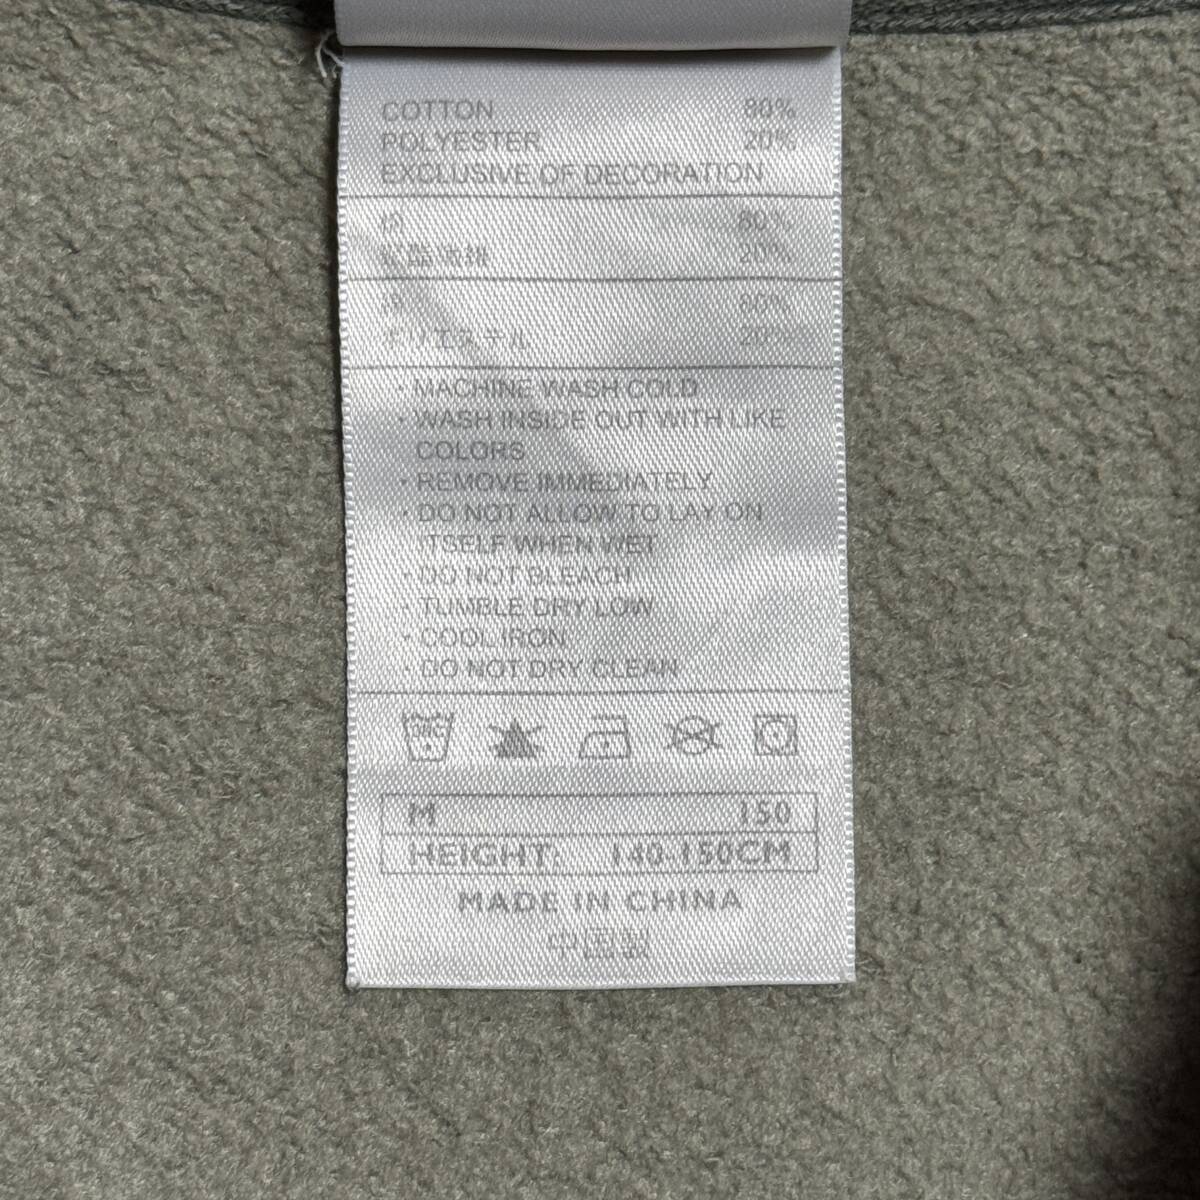 COTTON 80%
POLYESTER 20%
EXCLUSIVE OF DECORATION
棉 80%
聚酯纖維 20%
綿 80%
ポリエステル 20%
・MACHINE WASH COLD
・WASH INSIDE OUT WITH LIKE
COLORS
・REMOVE IMMEDIATELY
・DO NOT ALLOW TO LAY ON
ITSELF WHEN WET
・DO NOT BLEACH
・TUMBLE DRY LOW
・COOL IRON
・DO NOT DRY CLEAN
30C
M 150
HEIGHT: 140-150CM
MADE IN CHINA
中国製